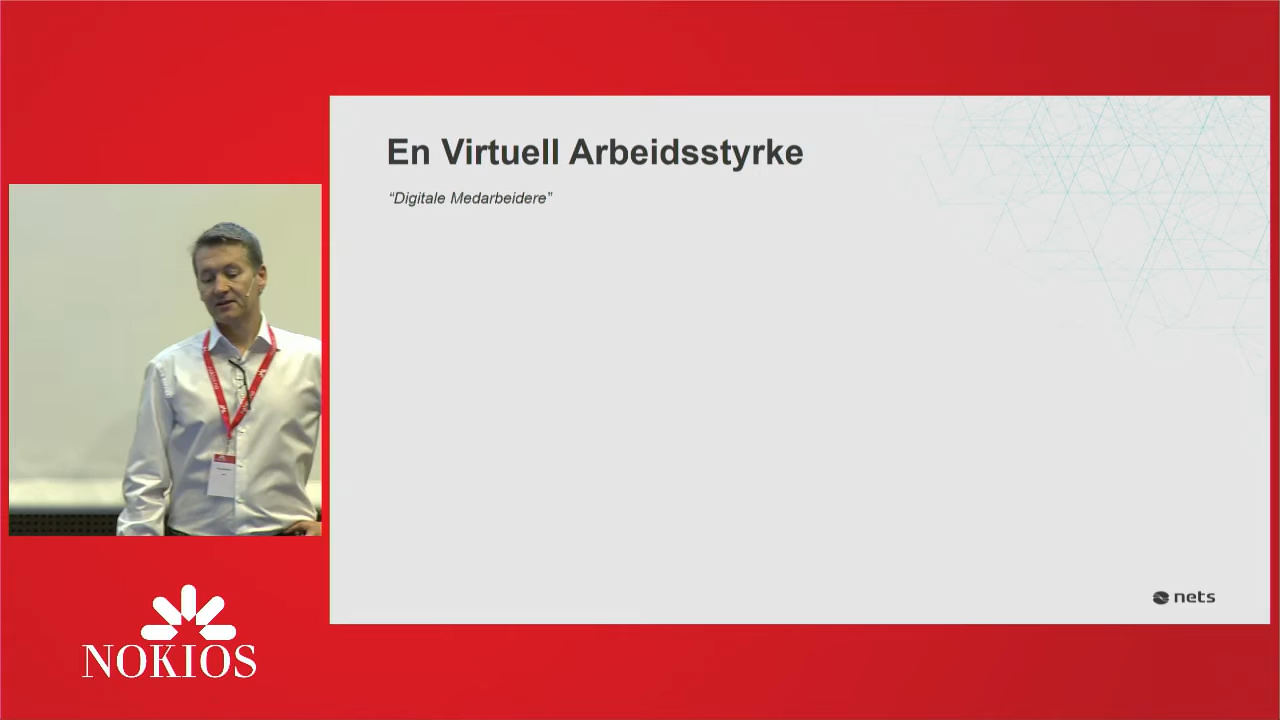 En Virtuell Arbeidsstyrke
“Digitale Medarbeidere”
nets
NOKIOS